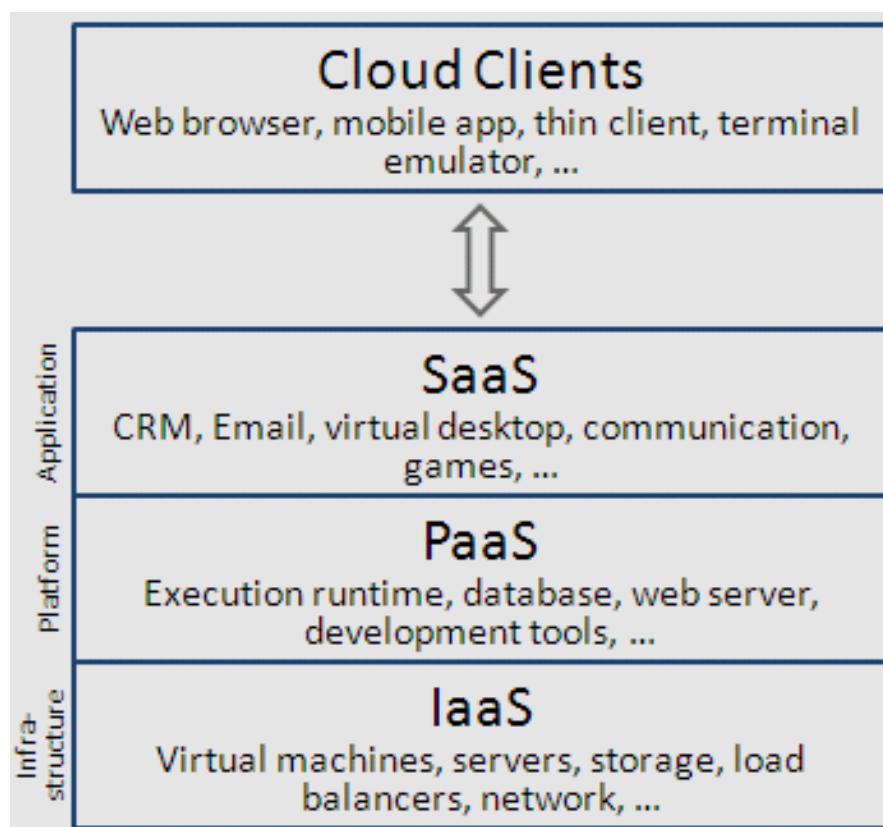 Cloud Clients
Web browser, mobile app, thin client, terminal
emulator, ...
Application
SaaS
CRM, Email, virtual desktop, communication,
games, ...
Platform
PaaS
Execution runtime, database, web server,
development tools, ...
Infra-
structure
IaaS
Virtual machines, servers, storage, load
balancers, network, ...